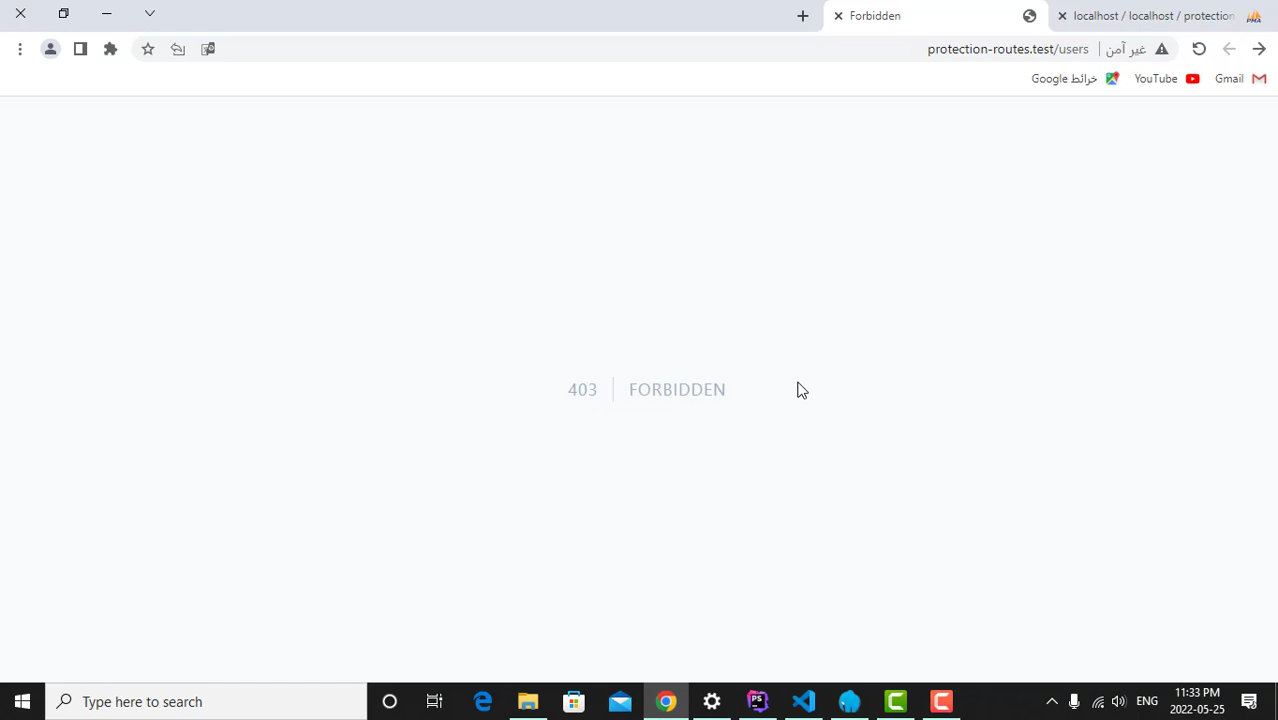 Forbidden
localhost / localhost / protection
protection-routes.test/users
غير آمن
خرائط Google
YouTube
Gmail
403
FORBIDDEN
Type here to search
ENG
11:33 PM
2022-05-25